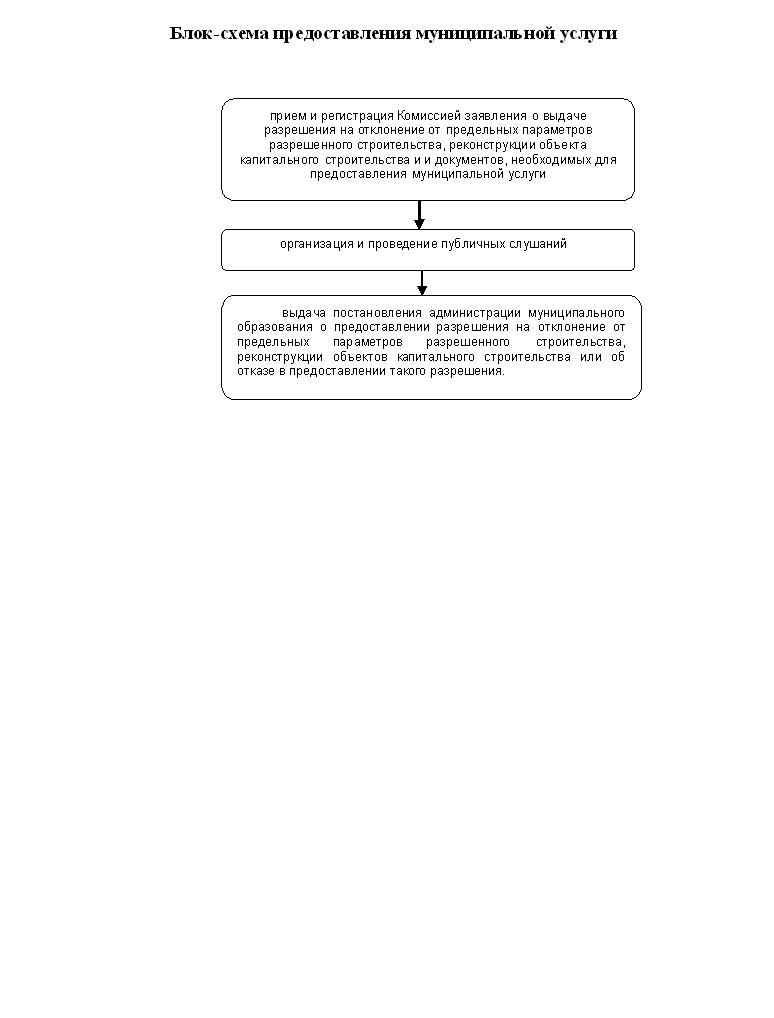 Блок-схема предоставления муниципальной услуги
прием и регистрация Комиссией заявления о выдаче
разрешения на отклонение от предельных параметров
разрешенного строительства, реконструкции объекта
капитального строительства и и документов, необходимых для
предоставления муниципальной услуги
организация и проведение публичных слушаний
выдача постановления администрации муниципального
образования о предоставлении разрешения на отклонение от
предельных параметров разрешенного строительства,
реконструкции объектов капитального строительства или об
отказе в предоставлении такого разрешения.